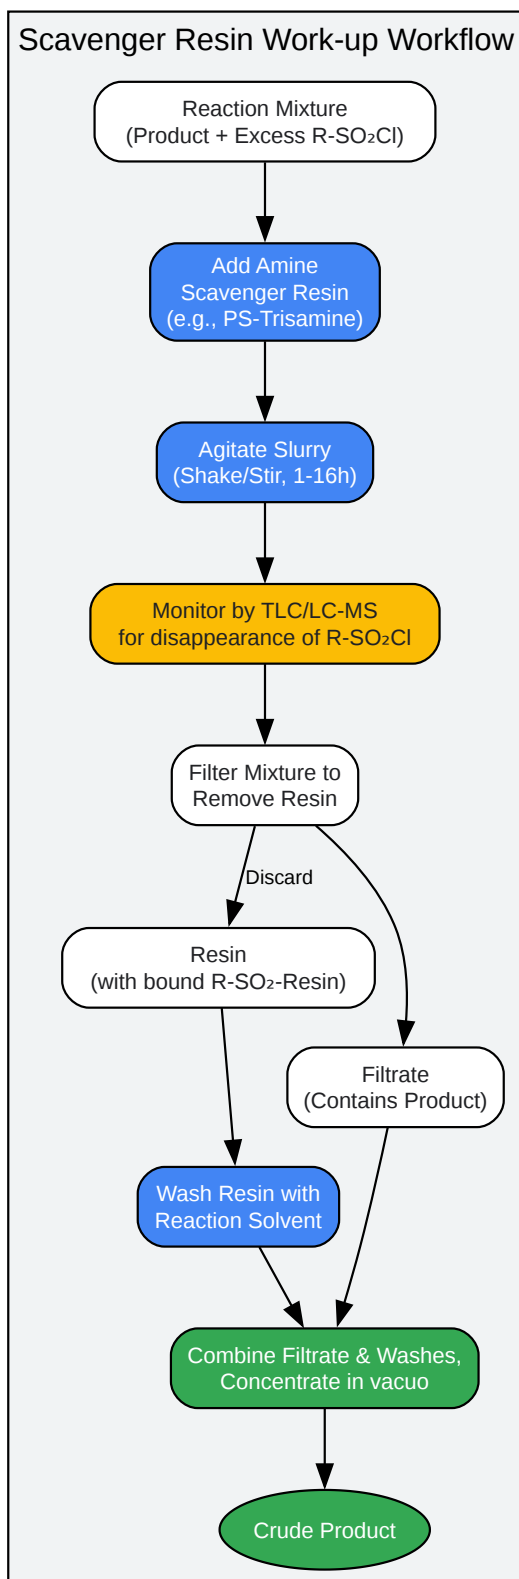 Scavenger Resin Work-up Workflow
Reaction Mixture
(Product + Excess R-SO₂Cl)
Add Amine
Scavenger Resin
(e.g., PS-Trisamine)
Agitate Slurry
(Shake/Stir, 1-16h)
Monitor by TLC/LC-MS
for disappearance of R-SO₂Cl
Filter Mixture to
Remove Resin
Discard
Resin
(with bound R-SO₂-Resin)
Filtrate
(Contains Product)
Wash Resin with
Reaction Solvent
Combine Filtrate & Washes,
Concentrate in vacuo
Crude Product